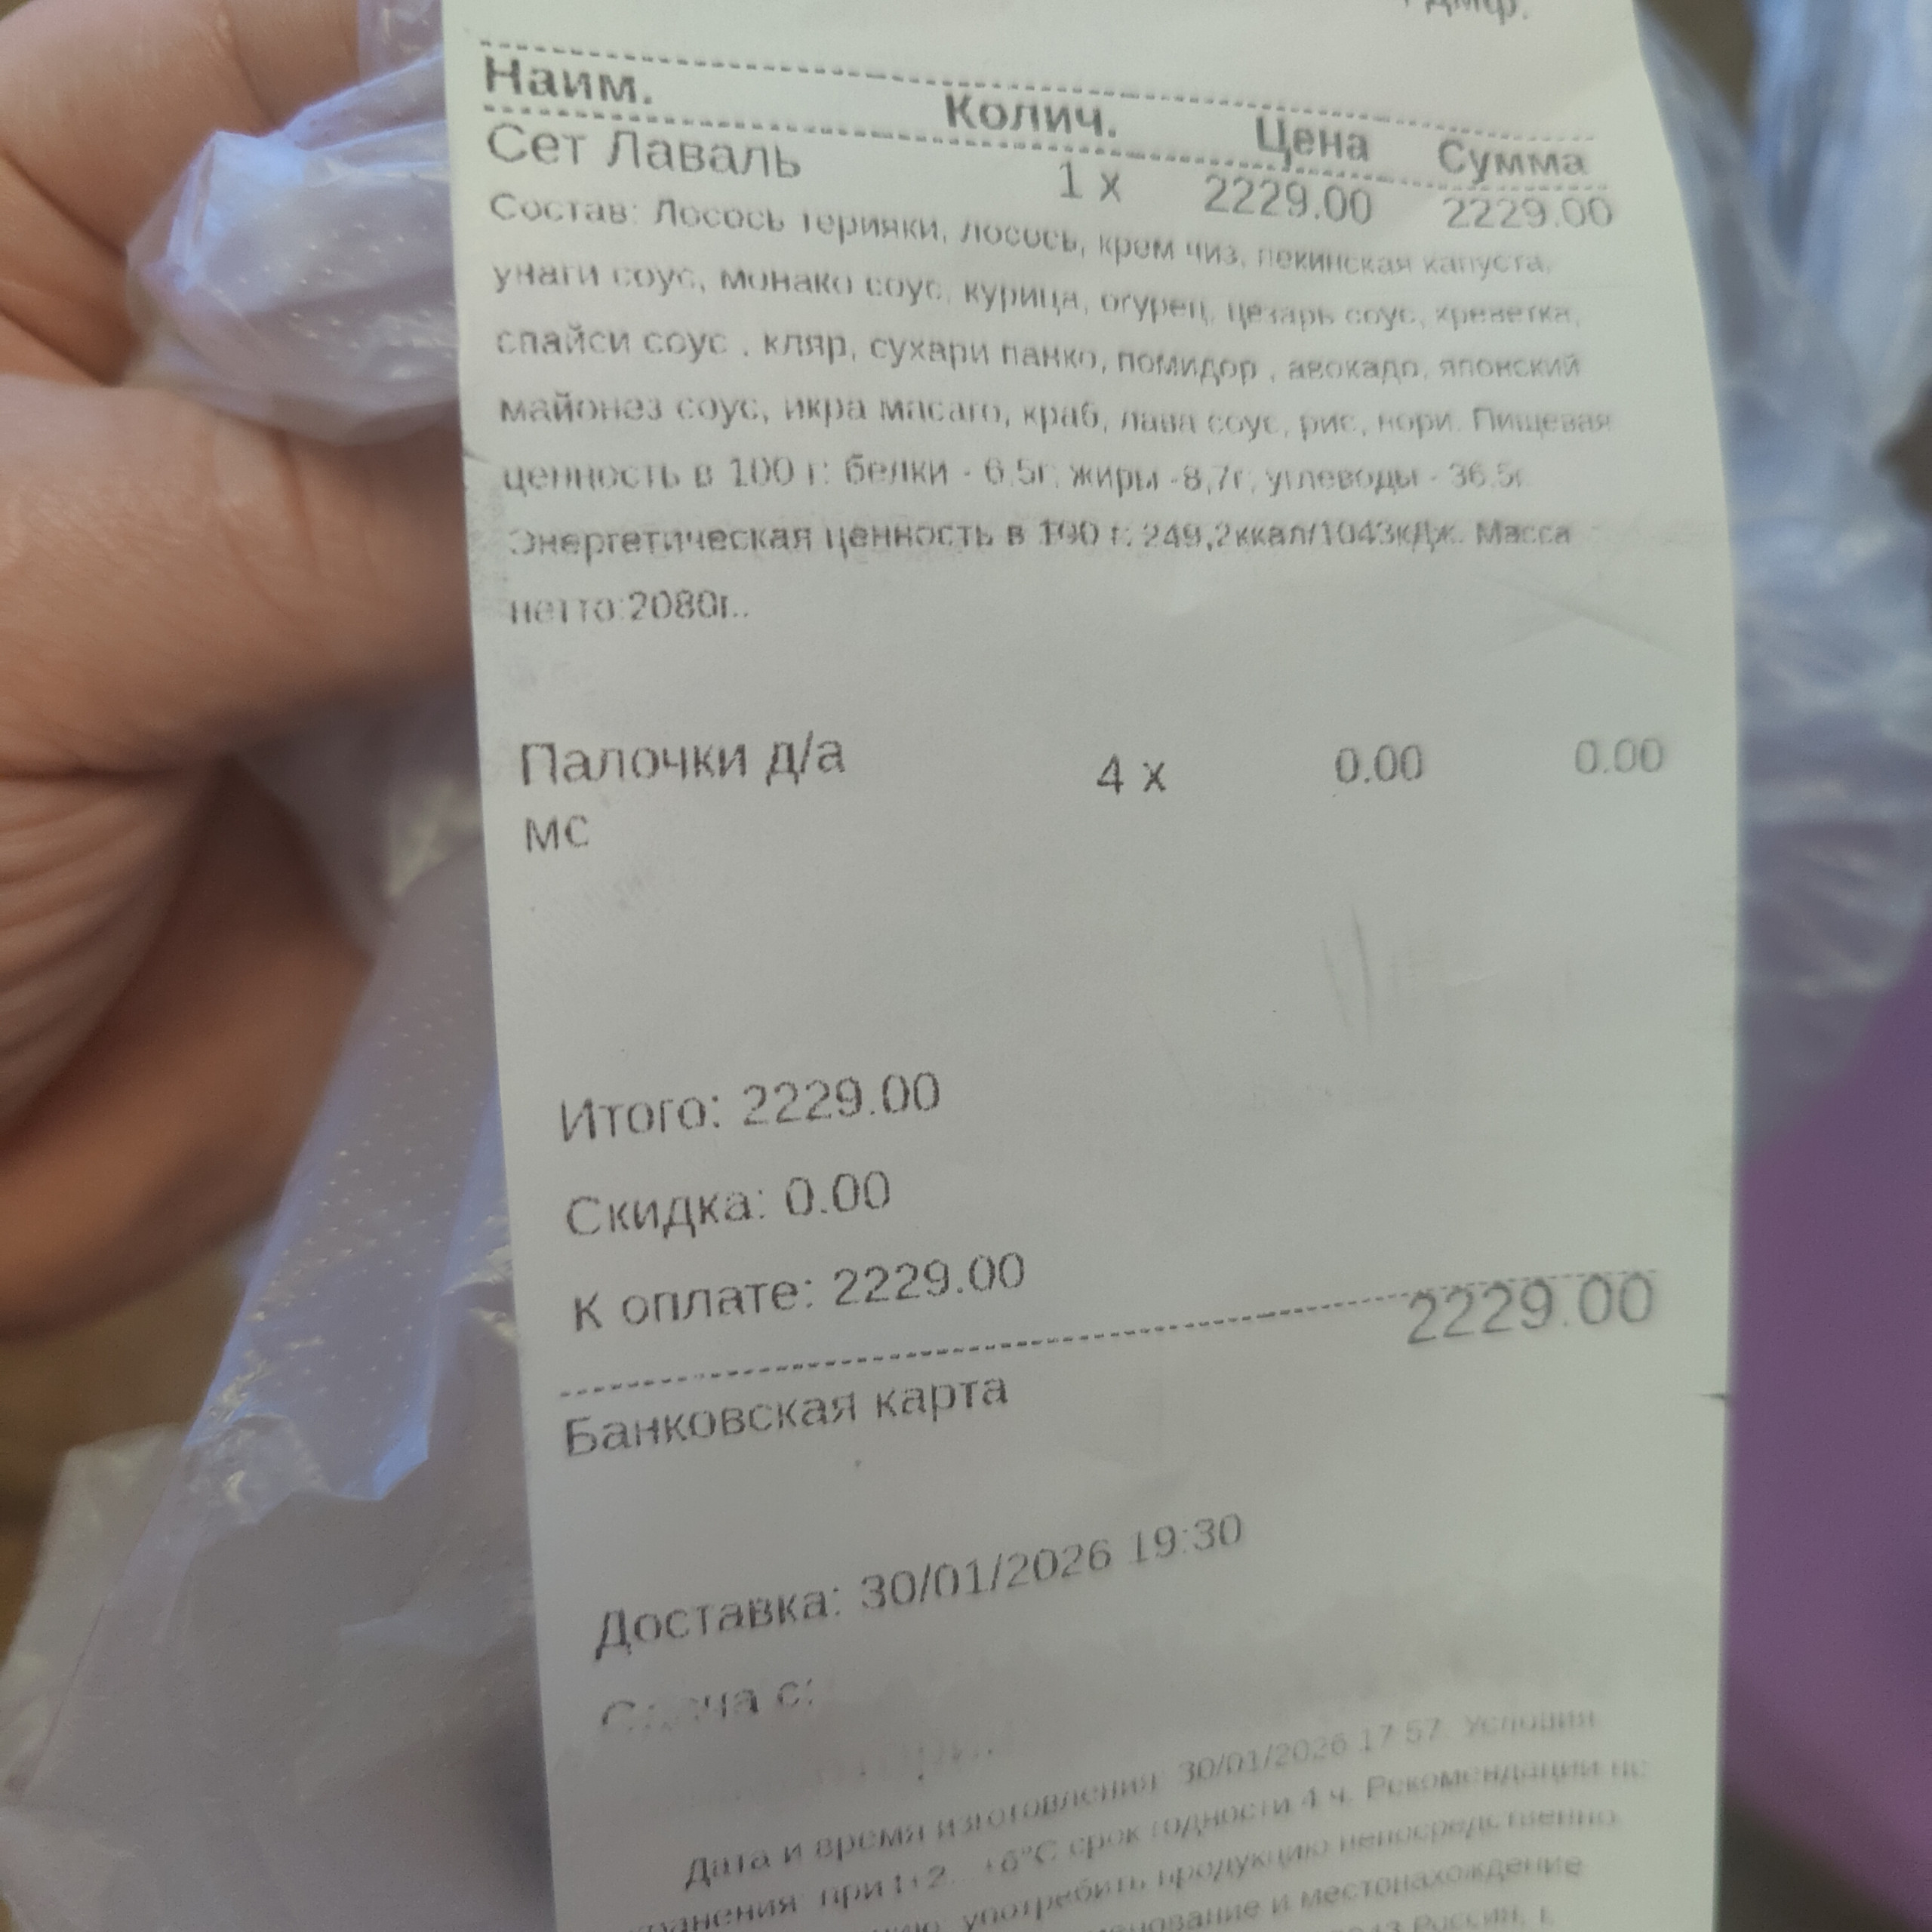 Наим. Колич. Цена Сумма
Сет Лаваль 1 x 2229.00 2229.00
Состав: Лосось терияки, лосось, крем чиз, пекинская капуста,
унаги соус, монако соус, курица, огурец, цезарь соус, креветка,
спайси соус , кляр, сухари панко, помидор , авокадо, японский
майонез соус, икра масаго, краб, лава соус, рис, нори. Пищевая
ценность в 100 г: белки - 6.5г, жиры -8,7г, углеводы - 36.5г
Энергетическая ценность в 100 г: 249,2ккал/1043кДж. Масса
нетто:2080г..
Палочки д/а 4 x 0.00 0.00
мс
Итого: 2229.00
Скидка: 0.00
К оплате: 2229.00
Банковская карта 2229.00
Доставка: 30/01/2026 19:30
с:
Дата и время изготовления: 30/01/2026 17:57. Условия
при t+2.. +6°C срок годности 4 ч. Рекомендации по
употребить продукцию непосредственно
и местонахождение
Россия, г.